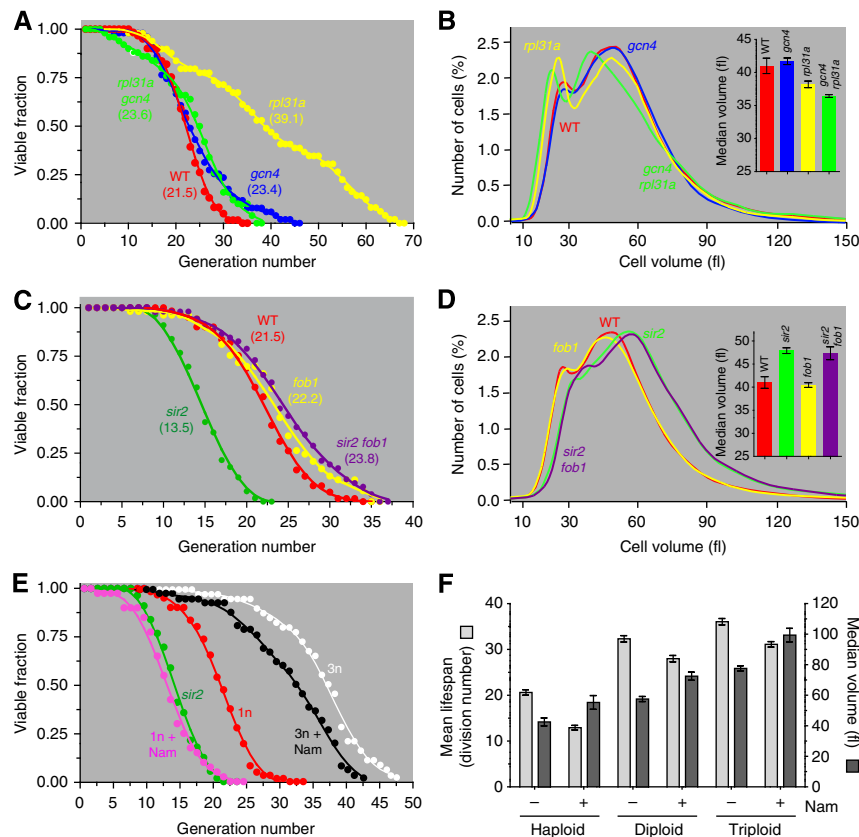 A
Viable fraction
1.00
0.75
0.50
0.25
0.00
rpl31a
gcn4
(23.6)
rpl31a
(39.1)
WT
(21.5)
gcn4
(23.4)
0 10 20 30 40 50 60 70
Generation number
B
Number of cells (%)
2.5
2.0
1.5
1.0
0.5
0
gcn4
WT
gcn4
rpl31a
Median volume (fl)
45
40
35
30
25
WT
gcn4
rpl31a
gcn4
rpl31a
10 30 60 90 120 150
Cell volume (fl)
C
Viable fraction
1.00
0.75
0.50
0.25
0.00
WT
(21.5)
fob1
(22.2)
sir2
(13.5)
sir2 fob1
(23.8)
0 5 10 15 20 25 30 35 40
Generation number
D
Number of cells (%)
2.5
2.0
1.5
1.0
0.5
0
fob1
WT
sir2
sir2
fob1
Median volume (fl)
50
45
40
35
30
25
WT
sir2
fob1
sir2
fob1
10 30 60 90 120 150
Cell volume (fl)
E
Viable fraction
1.00
0.75
0.50
0.25
0.00
sir2
1n +
Nam
1n
3n +
Nam
3n
0 5 10 15 20 25 30 35 40 45 50
Generation number
F
Mean lifespan
(division number)
40
30
20
10
0
120
100
80
60
40
20
0
Median volume
(fl)
– + – + – + Nam
Haploid Diploid Triploid